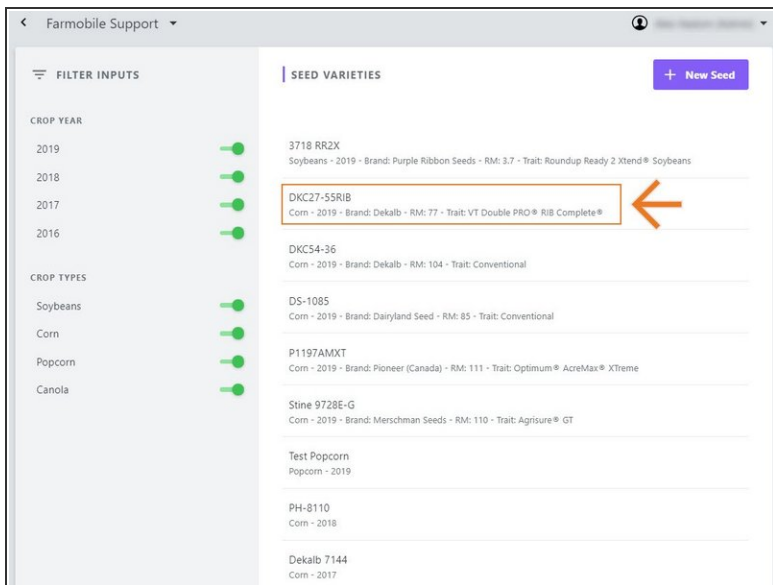 Farmobile Support
FILTER INPUTS
CROP YEAR
2019
2018
2017
2016
CROP TYPES
Soybeans
Corn
Popcorn
Canola
SEED VARIETIES
+ New Seed
3718 RR2X
Soybeans - 2019 - Brand: Purple Ribbon Seeds - RM: 3.7 - Trait: Roundup Ready 2 Xtend® Soybeans
DKC27-55RIB
Corn - 2019 - Brand: Dekalb - RM: 77 - Trait: VT Double PRO® RIB Complete®
DKC54-36
Corn - 2019 - Brand: Dekalb - RM: 104 - Trait: Conventional
DS-1085
Corn - 2019 - Brand: Dairyland Seed - RM: 85 - Trait: Conventional
P1197AMXT
Corn - 2019 - Brand: Pioneer (Canada) - RM: 111 - Trait: Optimum® AcreMax® XTreme
Stine 9728E-G
Corn - 2019 - Brand: Merschman Seeds - RM: 110 - Trait: Agrisure® GT
Test Popcorn
Popcorn - 2019
PH-8110
Corn - 2018
Dekalb 7144
Corn - 2017